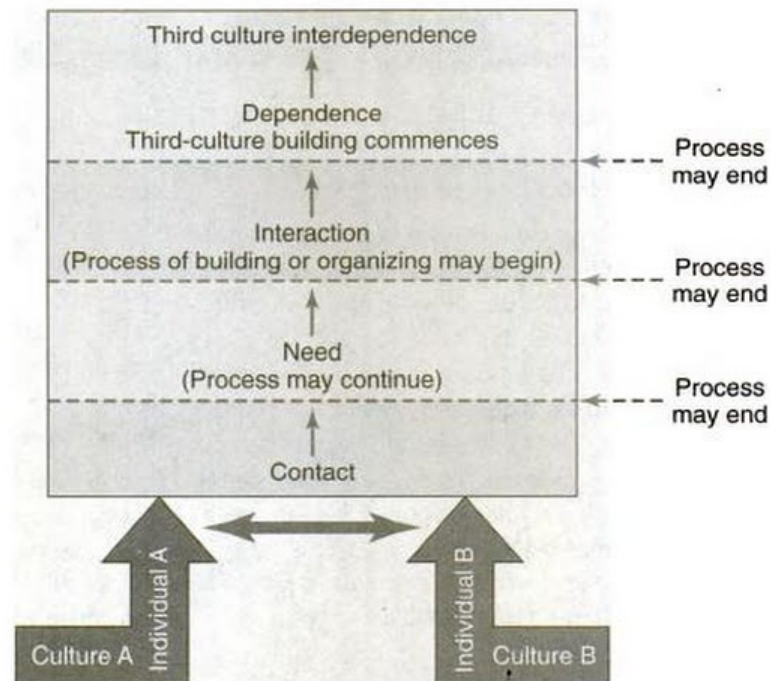 Third culture interdependence
Dependence
Third-culture building commences
Process
may end
Interaction
(Process of building or organizing may begin)
Process
may end
Need
(Process may continue)
Process
may end
Contact
Individual A
Individual B
Culture A
Culture B